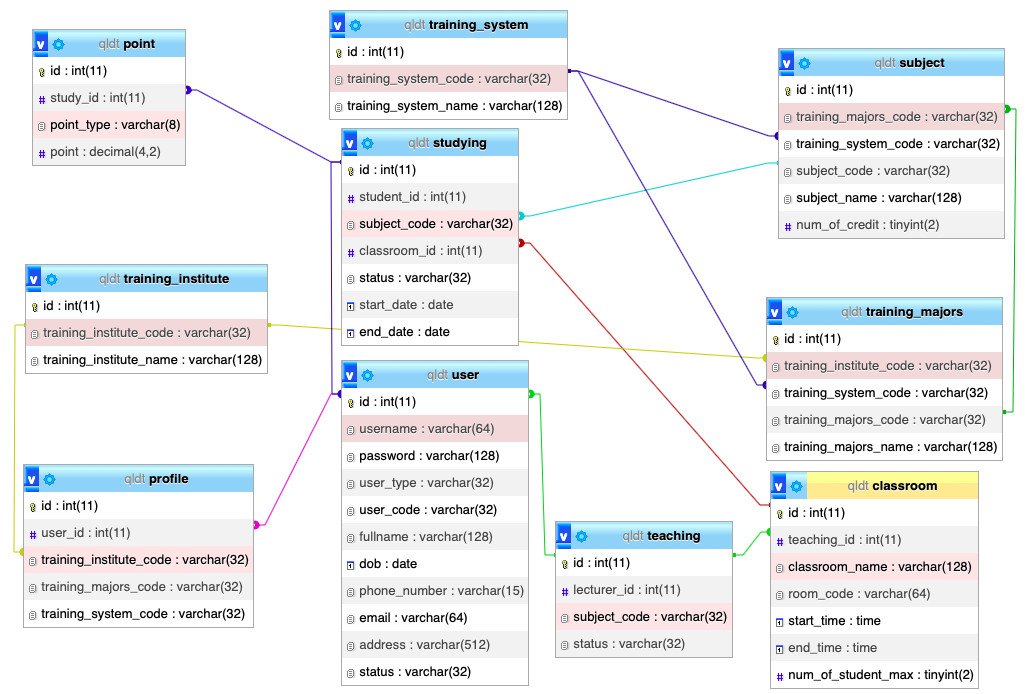 qldt point
id : int(11)
study_id : int(11)
point_type : varchar(8)
point : decimal(4,2)
qldt training_system
id : int(11)
training_system_code : varchar(32)
training_system_name : varchar(128)
qldt subject
id : int(11)
training_majors_code : varchar(32)
training_system_code : varchar(32)
subject_code : varchar(32)
subject_name : varchar(128)
num_of_credit : tinyint(2)
qldt studying
id : int(11)
student_id : int(11)
subject_code : varchar(32)
classroom_id : int(11)
status : varchar(32)
start_date : date
end_date : date
qldt training_institute
id : int(11)
training_institute_code : varchar(32)
training_institute_name : varchar(128)
qldt training_majors
id : int(11)
training_institute_code : varchar(32)
training_system_code : varchar(32)
training_majors_code : varchar(32)
training_majors_name : varchar(128)
qldt user
id : int(11)
username : varchar(64)
password : varchar(128)
user_type : varchar(32)
user_code : varchar(32)
fullname : varchar(128)
dob : date
phone_number : varchar(15)
email : varchar(64)
address : varchar(512)
status : varchar(32)
qldt profile
id : int(11)
user_id : int(11)
training_institute_code : varchar(32)
training_majors_code : varchar(32)
training_system_code : varchar(32)
qldt teaching
id : int(11)
lecturer_id : int(11)
subject_code : varchar(32)
status : varchar(32)
qldt classroom
id : int(11)
teaching_id : int(11)
classroom_name : varchar(128)
room_code : varchar(64)
start_time : time
end_time : time
num_of_student_max : tinyint(2)